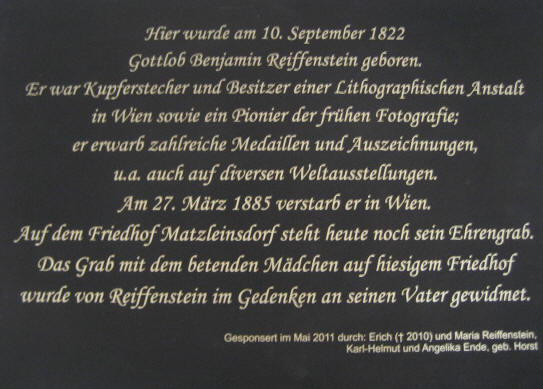 Hier wurde am 10. September 1822
Gottlob Benjamin Reiffenstein geboren.
Er war Kupferstecher und Besitzer einer Lithographischen Anstalt
in Wien sowie ein Pionier der frühen Fotografie;
er erwarb zahlreiche Medaillen und Auszeichnungen,
u.a. auch auf diversen Weltausstellungen.
Am 27. März 1885 verstarb er in Wien.
Auf dem Friedhof Matzleinsdorf steht heute noch sein Ehrengrab.
Das Grab mit dem betenden Mädchen auf hiesigem Friedhof
wurde von Reiffenstein im Gedenken an seinen Vater gewidmet.
Gesponsert im Mai 2011 durch: Erich († 2010) und Maria Reiffenstein,
Karl-Helmut und Angelika Ende, geb. Horst